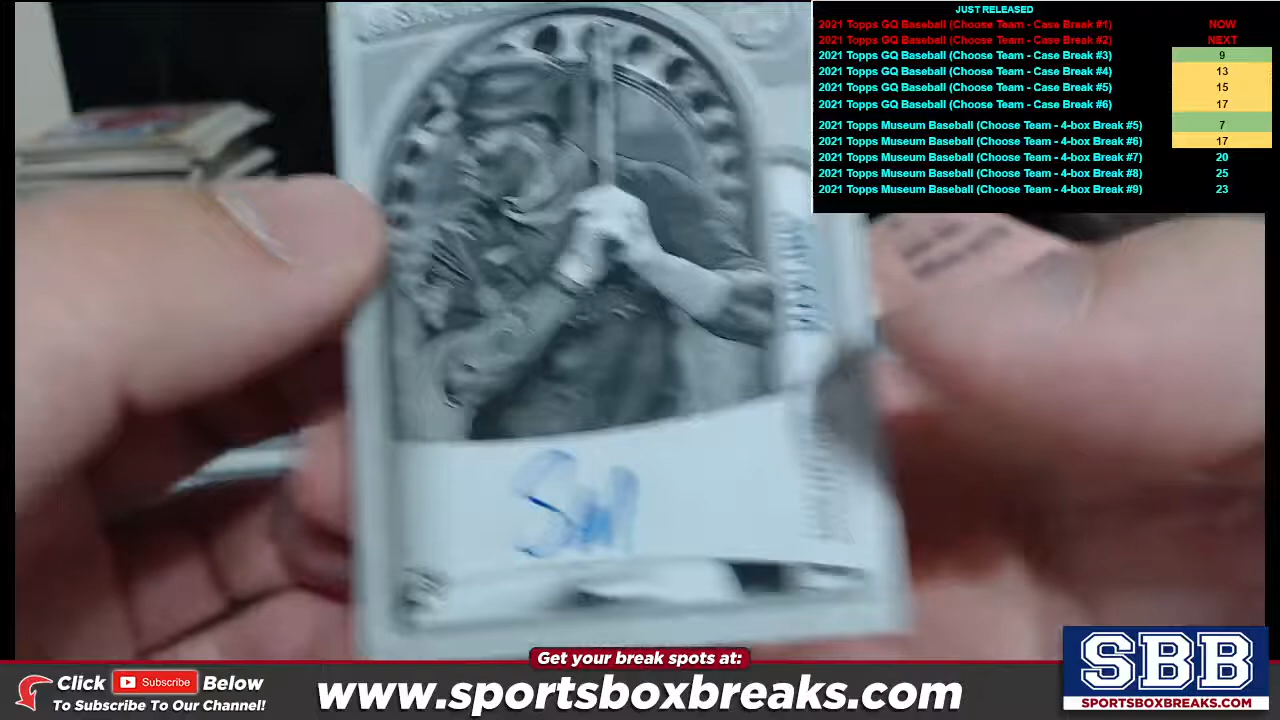 JUST RELEASED
2021 Topps GQ Baseball (Choose Team - Case Break #1) NOW
2021 Topps GQ Baseball (Choose Team - Case Break #2) NEXT
2021 Topps GQ Baseball (Choose Team - Case Break #3) 9
2021 Topps GQ Baseball (Choose Team - Case Break #4) 13
2021 Topps GQ Baseball (Choose Team - Case Break #5) 15
2021 Topps GQ Baseball (Choose Team - Case Break #6) 17
2021 Topps Museum Baseball (Choose Team - 4-box Break #5) 7
2021 Topps Museum Baseball (Choose Team - 4-box Break #6) 17
2021 Topps Museum Baseball (Choose Team - 4-box Break #7) 20
2021 Topps Museum Baseball (Choose Team - 4-box Break #8) 25
2021 Topps Museum Baseball (Choose Team - 4-box Break #9) 23
Get your break spots at:
Click Subscribe Below
To Subscribe To Our Channel!
www.sportsboxbreaks.com
SBB
SPORTSBOXBREAKS.COM